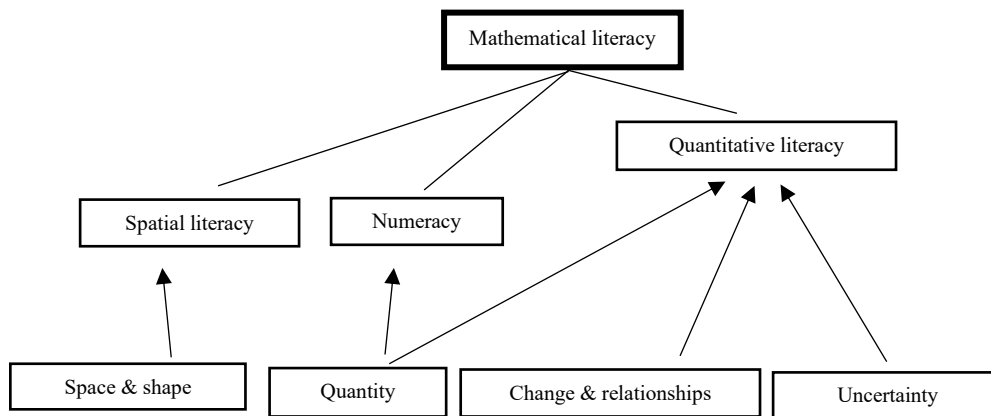 Mathematical literacy
Quantitative literacy
Spatial literacy
Numeracy
Space & shape
Quantity
Change & relationships
Uncertainty